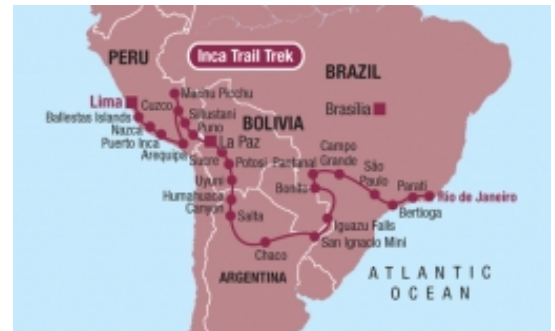 PERU
Inca Trail Trek
BRAZIL
Machu Picchu
Lima
Cuzco
Ballestas Islands
Sillustani
Brasilia
Nazca
Puno
BOLIVIA
Puerto Inca
La Paz
Arequipa
Sucre
Potosi
Pantanal
Campo
Grande
São
Paulo
Uyuni
Bonito
Parati
Rio de Janeiro
Humahuaca
Canyon
Bertioga
Salta
Iguazu Falls
San Ignacio Mini
Chaco
ARGENTINA
ATLANTIC
OCEAN